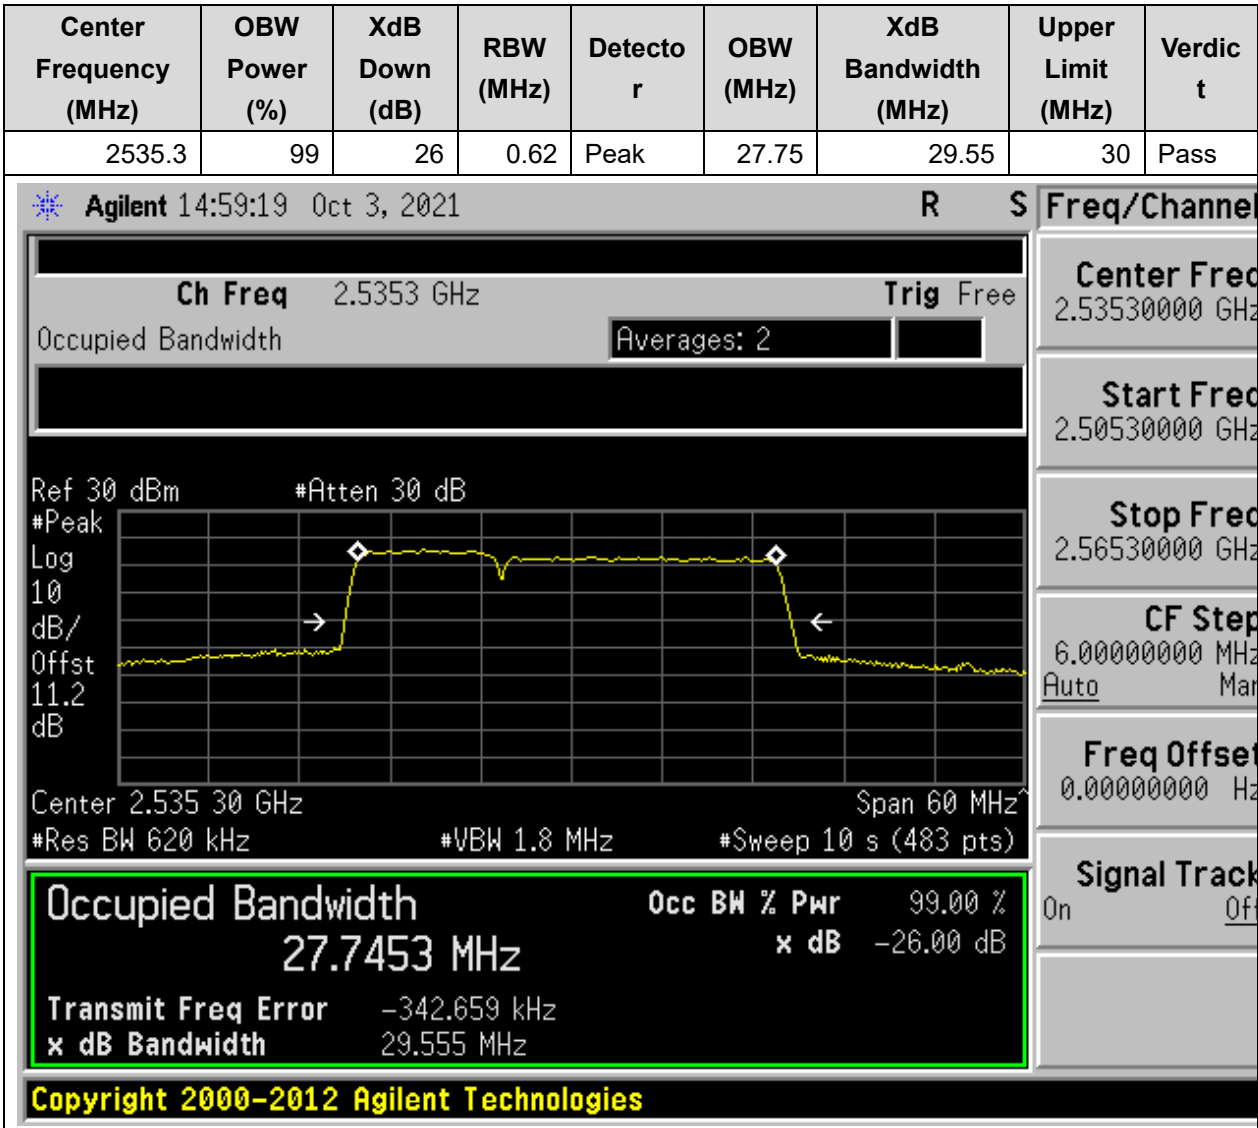 Center Frequency (MHz) OBW Power (%) XdB Down (dB) RBW (MHz) Detector OBW (MHz) XdB Bandwidth (MHz) Upper Limit (MHz) Verdict
2535.3 99 26 0.62 Peak 27.75 29.55 30 Pass
Agilent 14:59:19 Oct 3, 2021 R S Freq/Channel
Ch Freq 2.5353 GHz Trig Free
Occupied Bandwidth Averages: 2
Center Freq
2.53530000 GHz
Start Freq
2.50530000 GHz
Stop Freq
2.56530000 GHz
CF Step
6.00000000 MHz
Auto Man
Freq Offset
0.00000000 Hz
Signal Track
On Off
Ref 30 dBm #Atten 30 dB
#Peak
Log
10
dB/
Offst
11.2
dB
Center 2.535 30 GHz Span 60 MHz^
#Res BW 620 kHz #VBW 1.8 MHz #Sweep 10 s (483 pts)
Occupied Bandwidth Occ BW % Pwr 99.00 %
27.7453 MHz x dB -26.00 dB
Transmit Freq Error -342.659 kHz
x dB Bandwidth 29.555 MHz
Copyright 2000-2012 Agilent Technologies